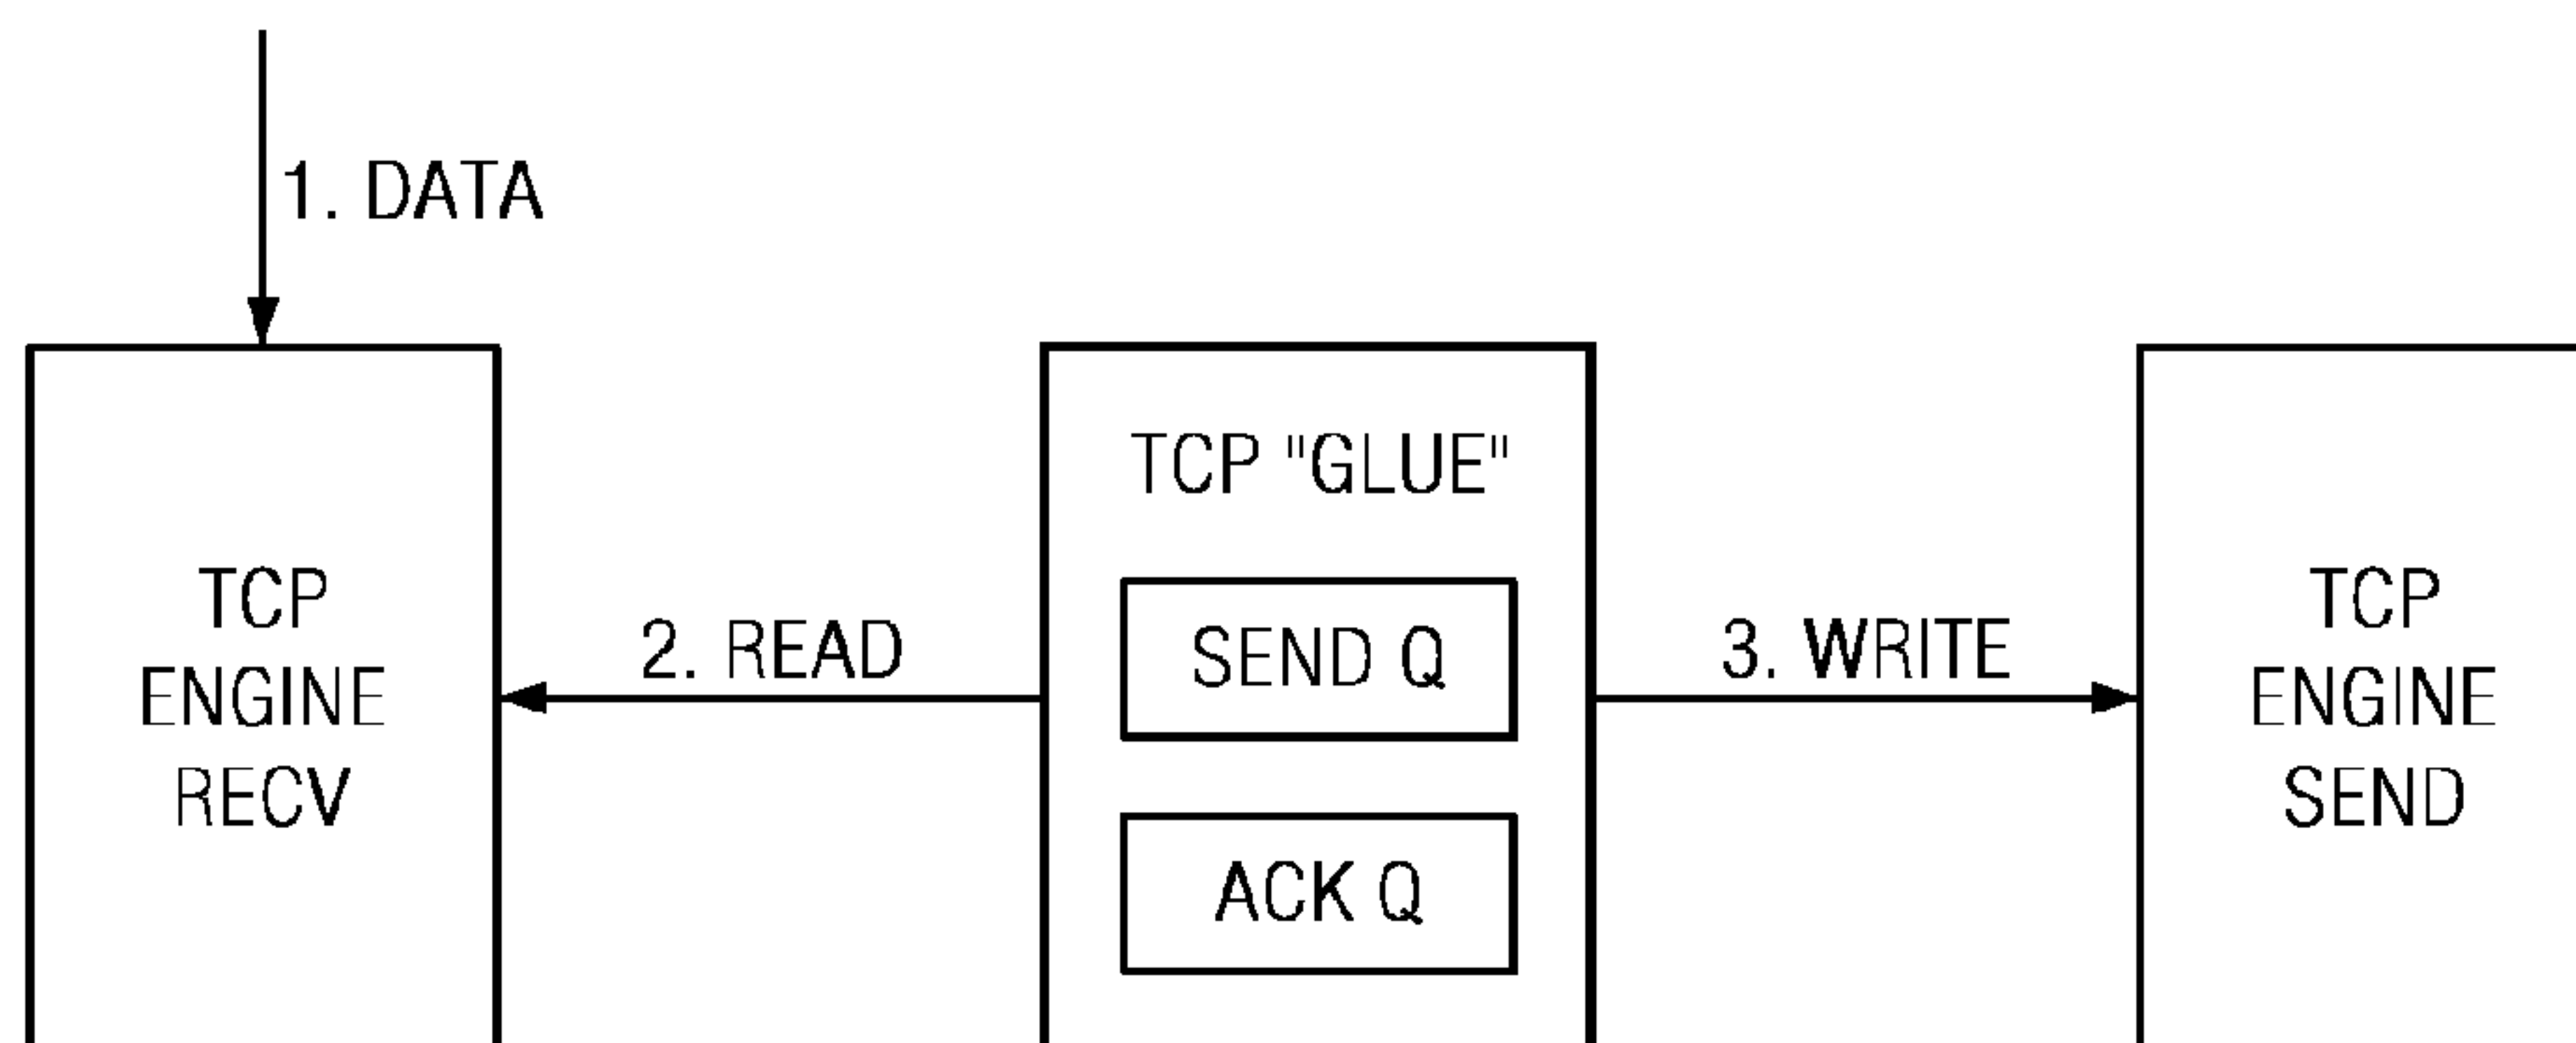 1. DATA
TCP
ENGINE
RECV
2. READ
TCP "GLUE"
SEND Q
ACK Q
3. WRITE
TCP
ENGINE
SEND